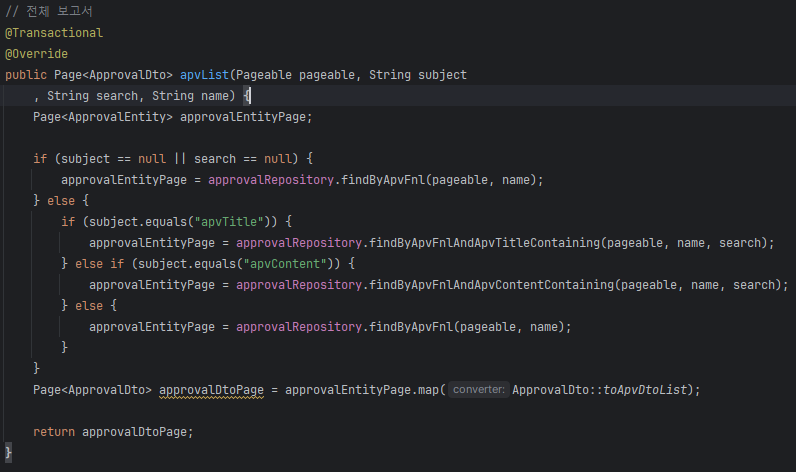 // 전체 보고서
@Transactional
@Override
public Page<ApprovalDto> apvList(Pageable pageable, String subject
, String search, String name) {
Page<ApprovalEntity> approvalEntityPage;
if (subject == null || search == null) {
approvalEntityPage = approvalRepository.findByApvFnl(pageable, name);
} else {
if (subject.equals("apvTitle")) {
approvalEntityPage = approvalRepository.findByApvFnlAndApvTitleContaining(pageable, name, search);
} else if (subject.equals("apvContent")) {
approvalEntityPage = approvalRepository.findByApvFnlAndApvContentContaining(pageable, name, search);
} else {
approvalEntityPage = approvalRepository.findByApvFnl(pageable, name);
}
}
Page<ApprovalDto> approvalDtoPage = approvalEntityPage.map( converter: ApprovalDto::toApvDtoList);
return approvalDtoPage;
}